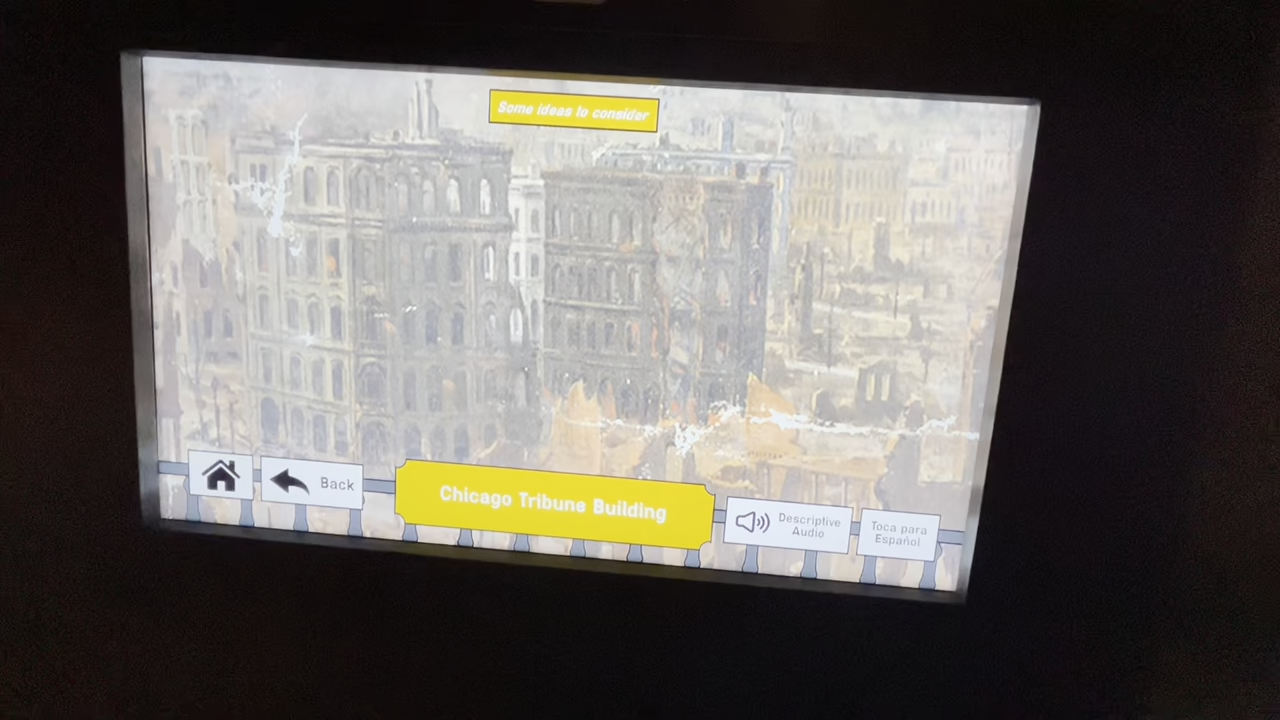 Some ideas to consider
Back
Chicago Tribune Building
Descriptive
Audio
Toca para
Español